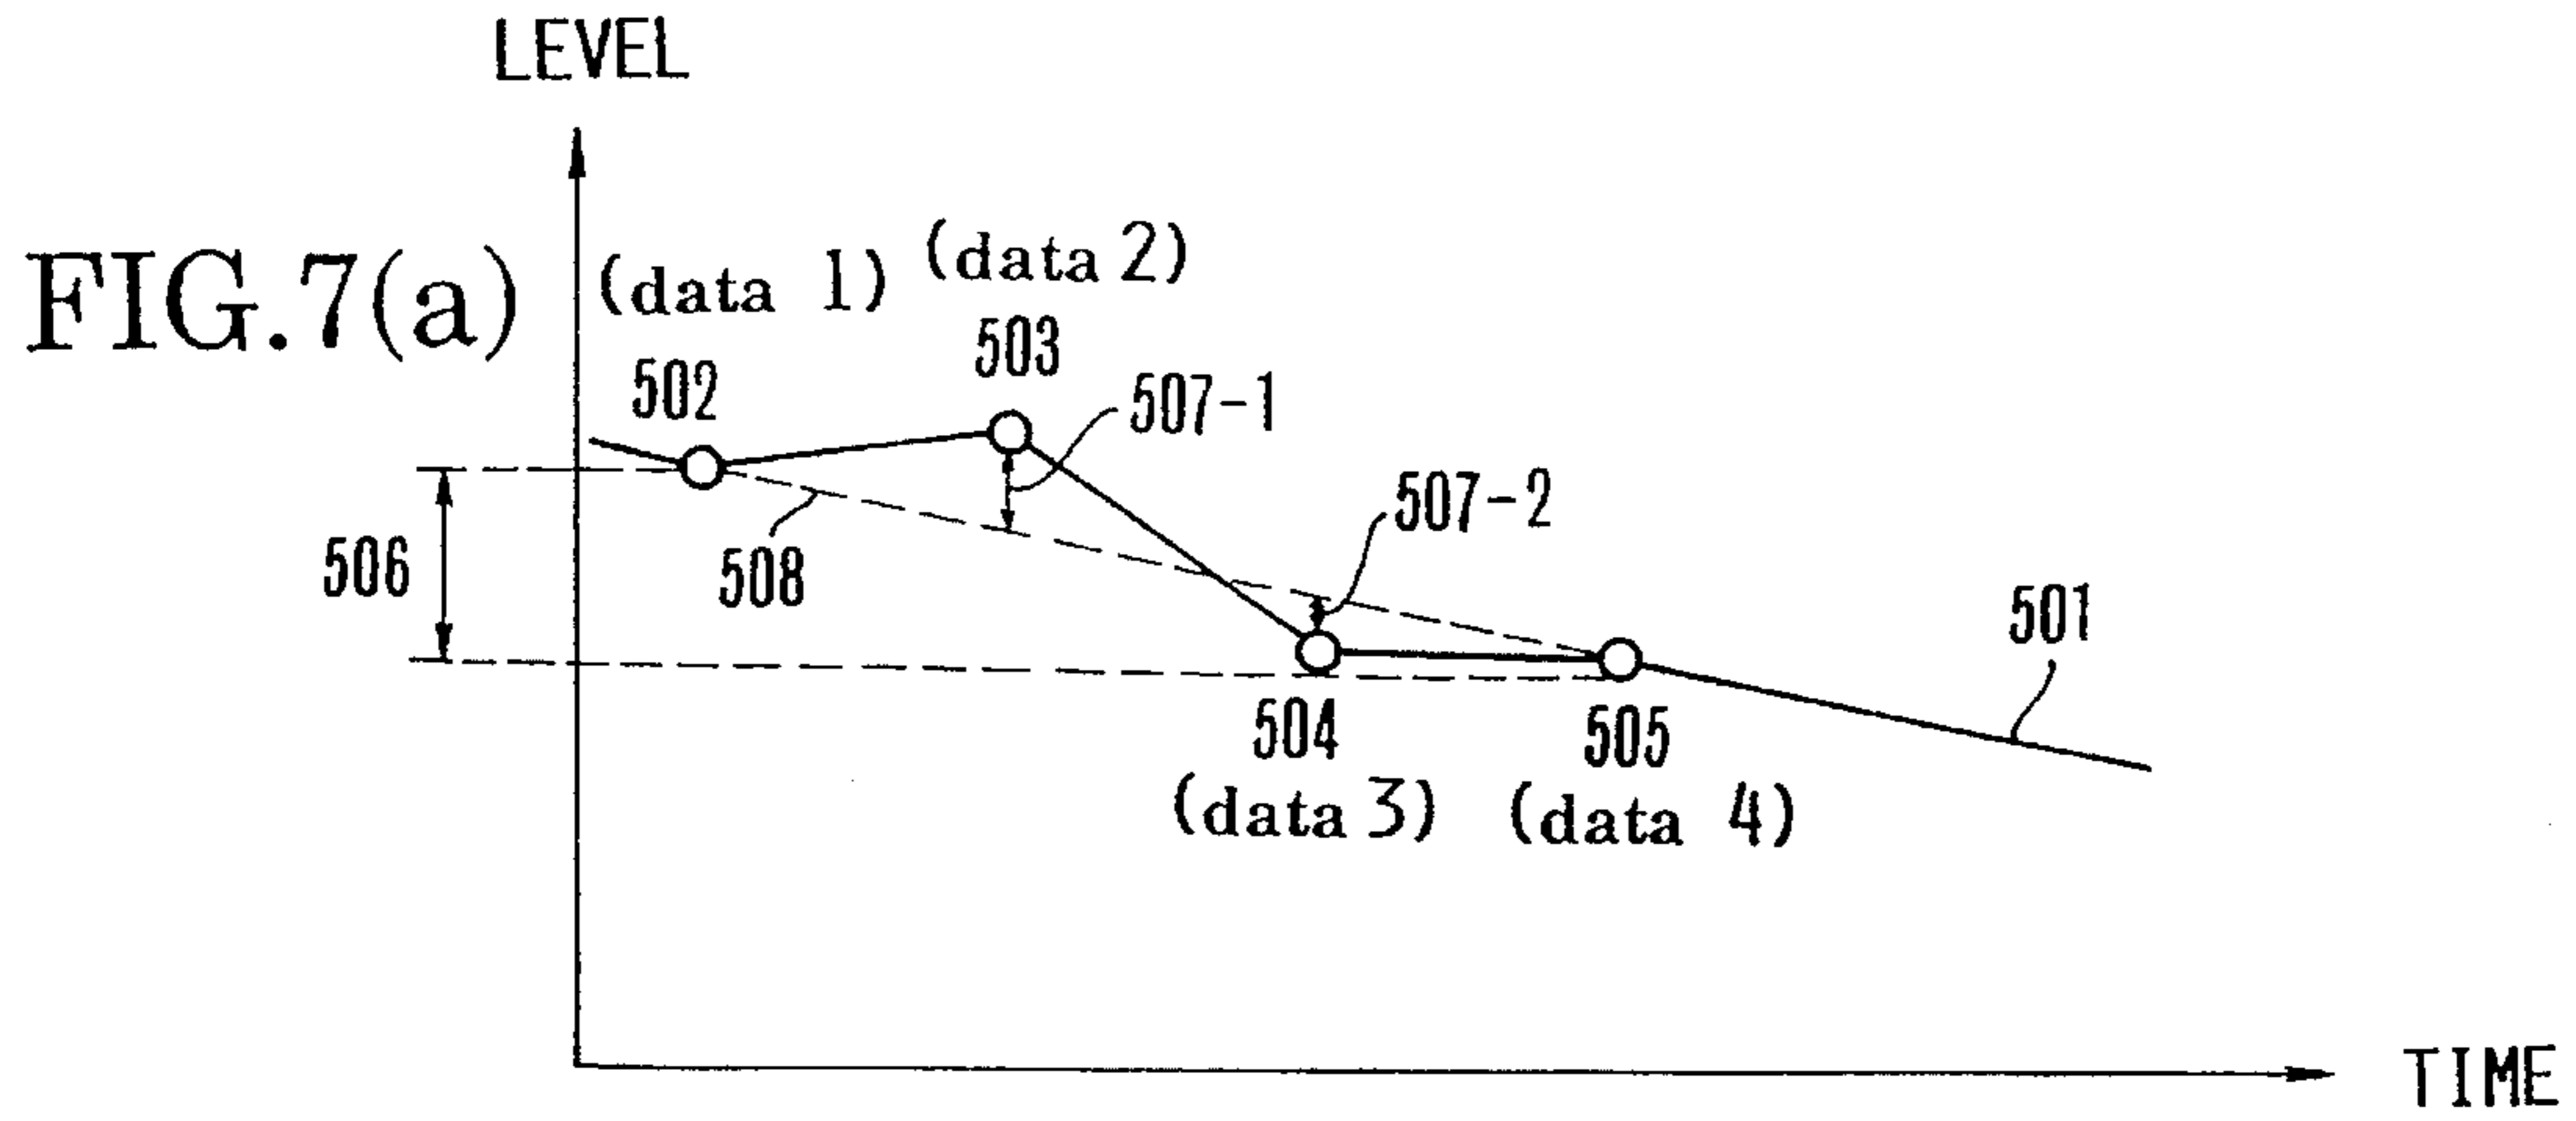 LEVEL
FIG.7(a)
(data 1)
(data 2)
502
503
507-1
506
508
507-2
501
504
505
(data 3)
(data 4)
TIME